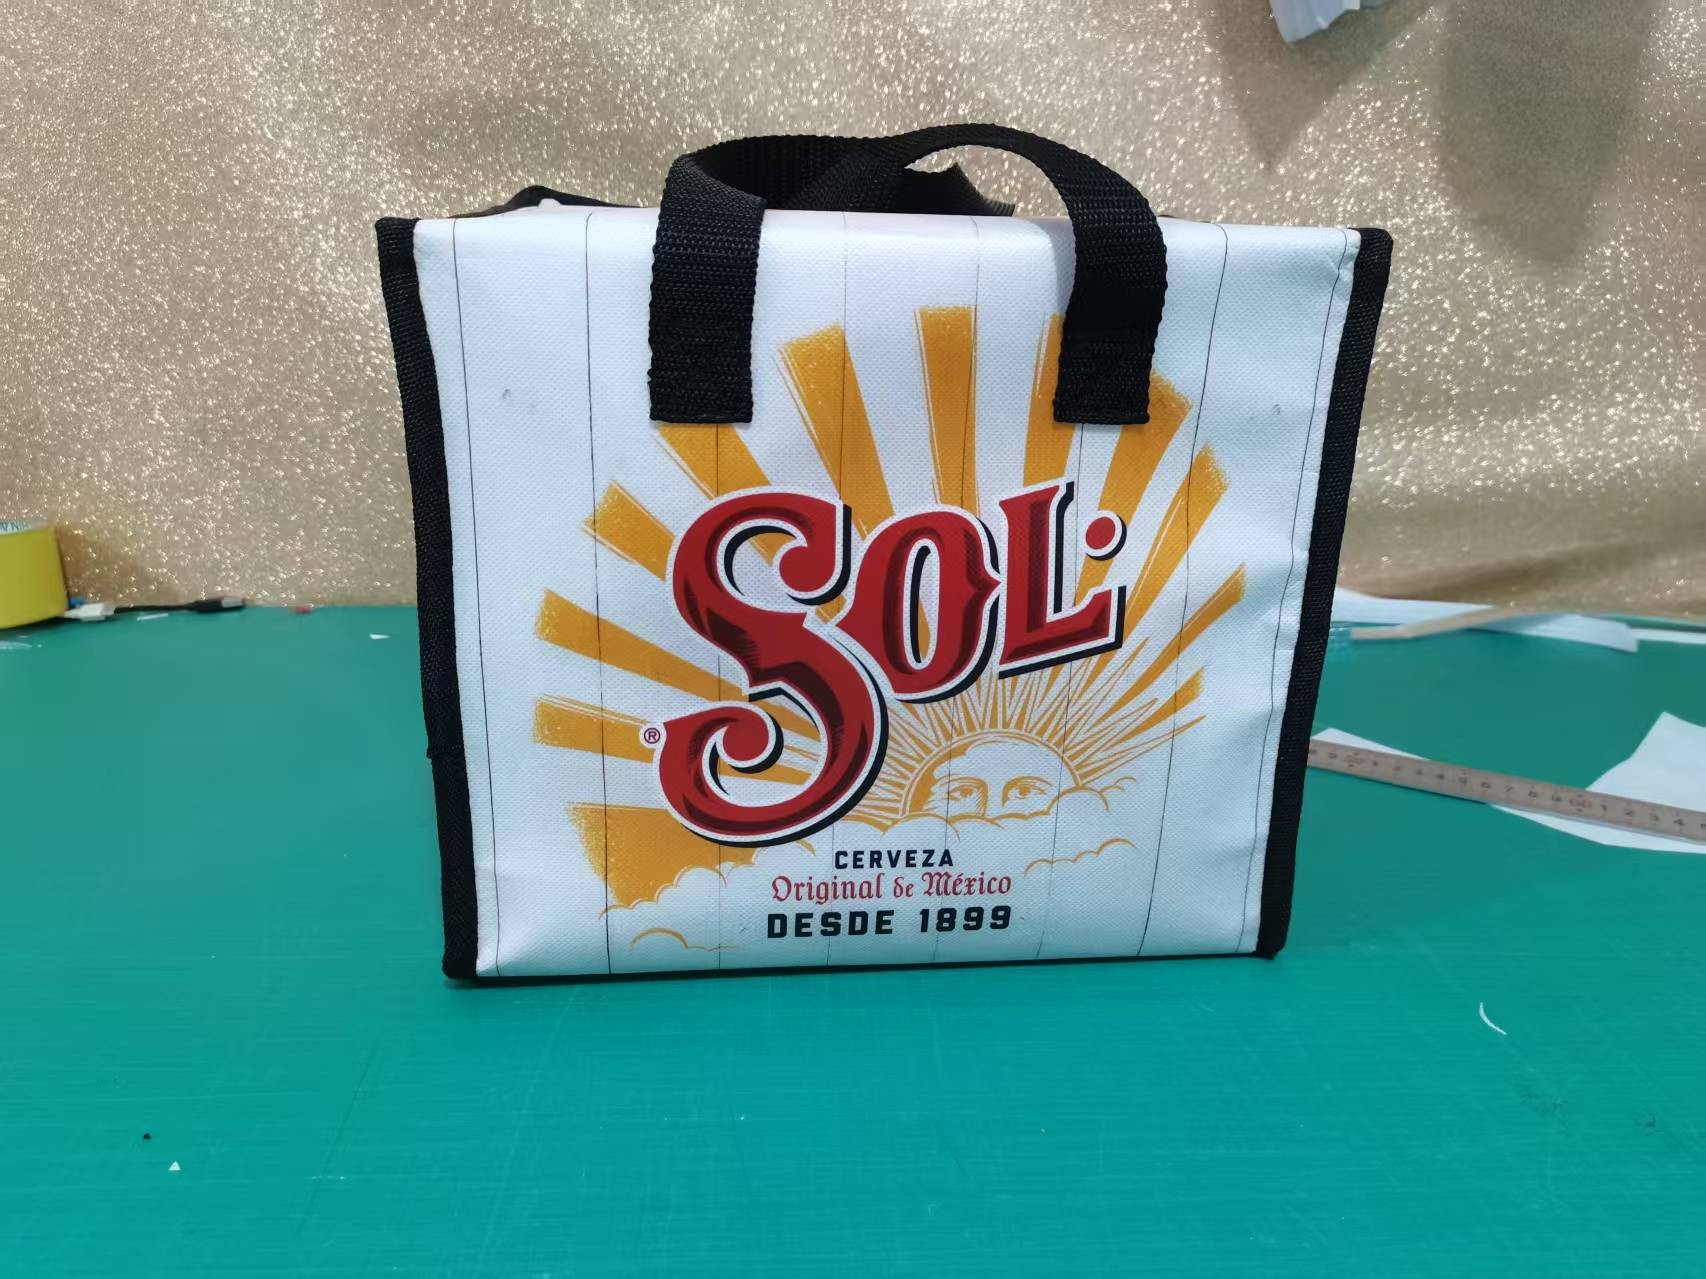 SOL.
®
CERVEZA
Original de México
DESDE 1899